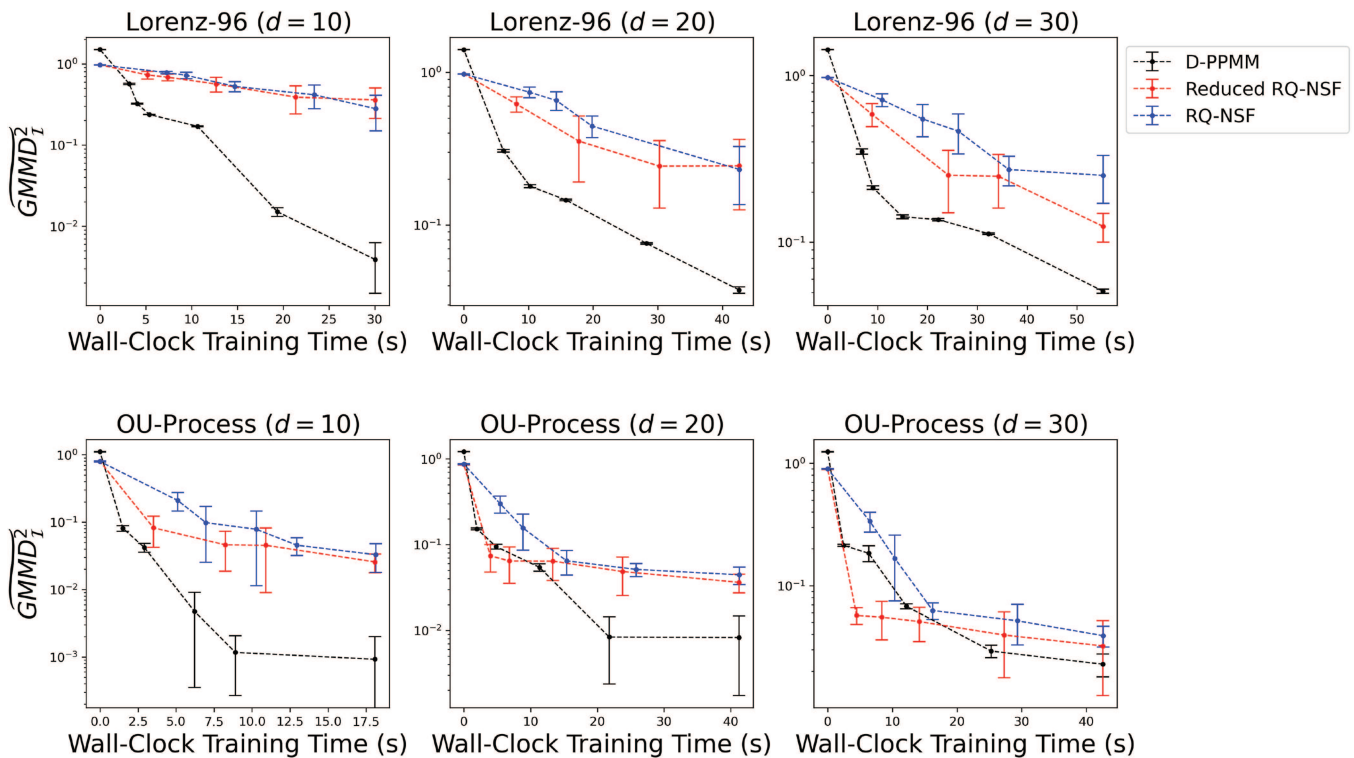 Lorenz-96 (d = 10)
Lorenz-96 (d = 20)
Lorenz-96 (d = 30)
D-PPMM
Reduced RQ-NSF
RQ-NSF
GMMD²_I
10⁰
10⁻¹
10⁻²
0 5 10 15 20 25 30
Wall-Clock Training Time (s)
10⁰
10⁻¹
0 10 20 30 40
Wall-Clock Training Time (s)
10⁰
10⁻¹
0 10 20 30 40 50
Wall-Clock Training Time (s)
OU-Process (d = 10)
OU-Process (d = 20)
OU-Process (d = 30)
GMMD²_I
10⁰
10⁻¹
10⁻²
10⁻³
0.0 2.5 5.0 7.5 10.0 12.5 15.0 17.5
Wall-Clock Training Time (s)
10⁰
10⁻¹
10⁻²
0 10 20 30 40
Wall-Clock Training Time (s)
10⁰
10⁻¹
0 10 20 30 40
Wall-Clock Training Time (s)